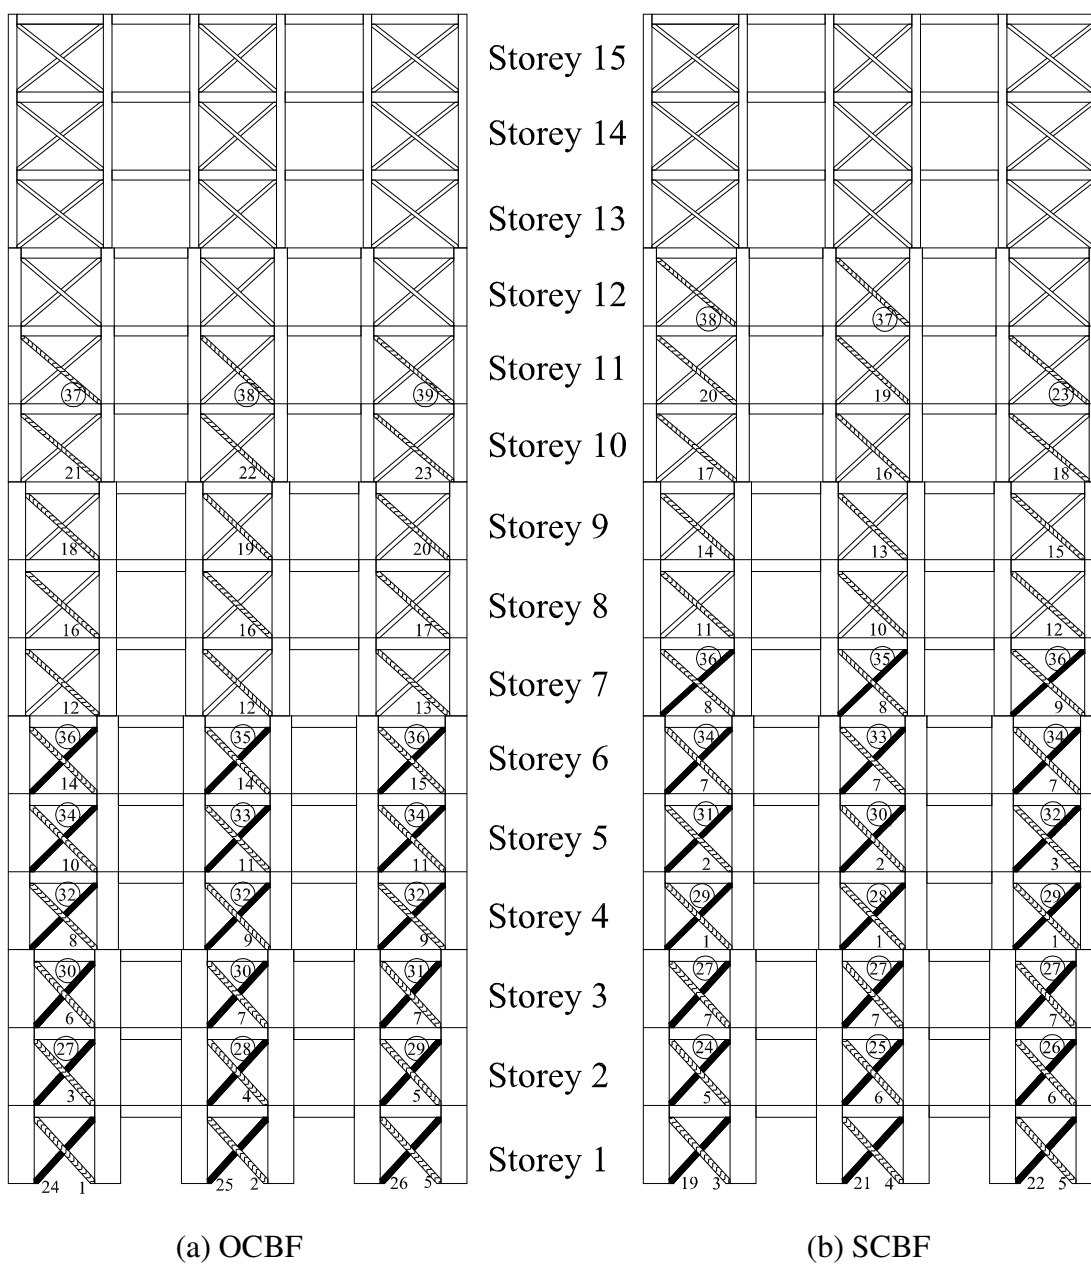 Storey 15
Storey 14
Storey 13
Storey 12
38 37
Storey 11
37 38 39
20 19 23
Storey 10
21 22 23
17 16 18
Storey 9
18 19 20
14 13 15
Storey 8
16 16 17
11 10 12
Storey 7
36 35 36
12 12 13
8 8 9
Storey 6
36 35 36
34 33 34
14 14 15
7 7 7
Storey 5
34 33 34
31 30 32
10 11 11
2 2 3
Storey 4
32 32 32
29 28 29
8 9 9
1 1 1
Storey 3
30 30 31
27 27 27
6 7 7
7 7 7
Storey 2
27 28 29
24 25 26
3 4 5
5 6 6
Storey 1
24 1 25 2 26 5
19 3 21 4 22 5
(a) OCBF
(b) SCBF